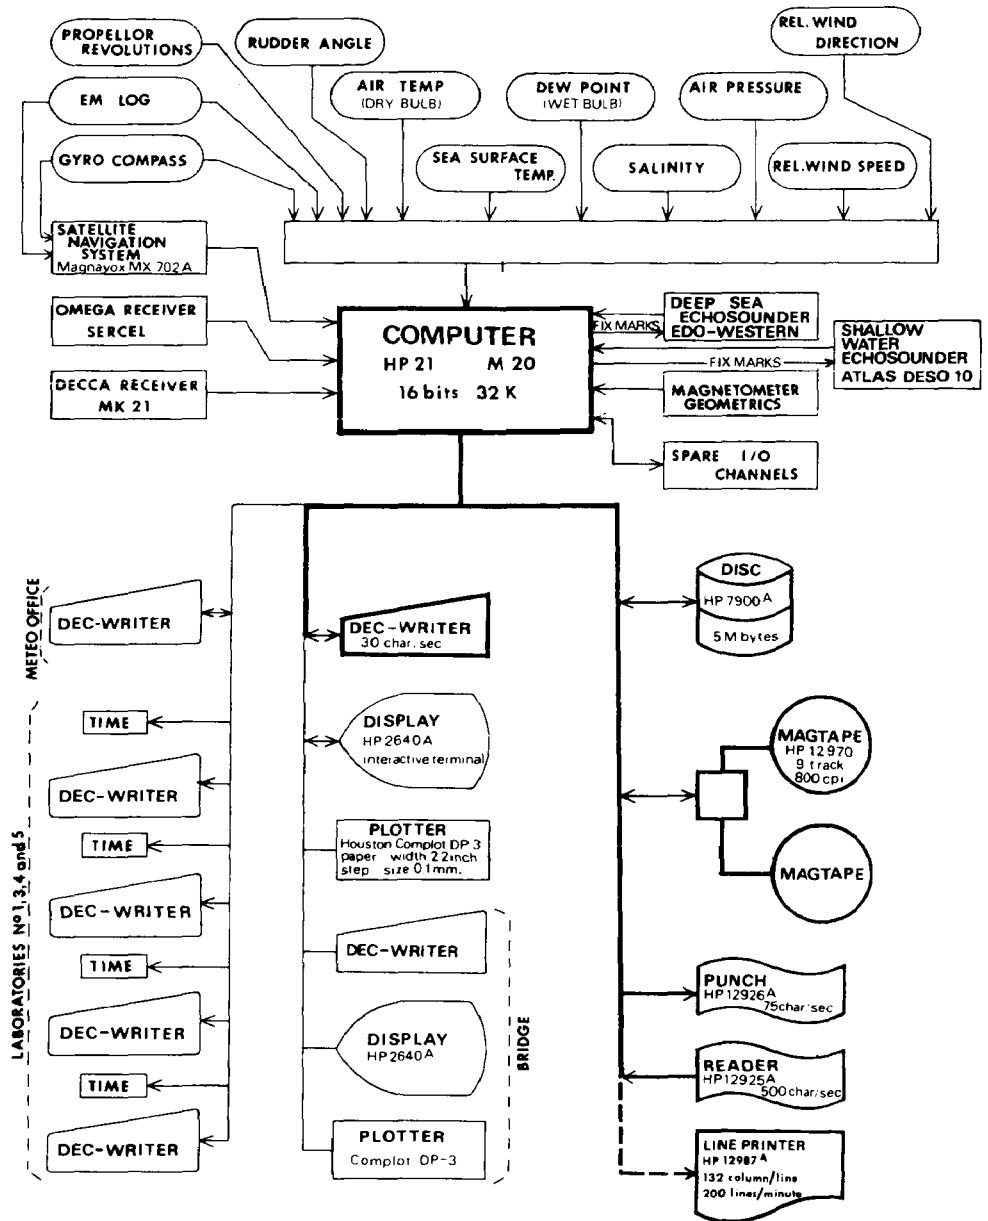 PROPELLOR
REVOLUTIONS
RUDDER ANGLE
REL. WIND
DIRECTION
EM LOG
AIR TEMP
(DRY BULB)
DEW POINT
(WET BULB)
AIR PRESSURE
GYRO COMPASS
SEA SURFACE
TEMP.
SALINITY
REL. WIND SPEED
SATELLITE
NAVIGATION
SYSTEM
Magnayox MX 702 A
OMEGA RECEIVER
SERCEL
DECCA RECEIVER
MK 21
COMPUTER
HP 21 M 20
16 bits 32 K
FIX MARKS
DEEP SEA
ECHOSOUNDER
EDO-WESTERN
FIX MARKS
SHALLOW
WATER
ECHOSOUNDER
ATLAS DESO 10
MAGNETOMETER
GEOMETRICS
SPARE I/O
CHANNELS
METEO OFFICE
DEC-WRITER
LABORATORIES Nº 1, 3, 4 and 5
TIME
DEC-WRITER
TIME
DEC-WRITER
TIME
DEC-WRITER
TIME
DEC-WRITER
DEC-WRITER
30 char. sec
DISPLAY
HP 2640 A
interactive terminal
PLOTTER
Houston Complot DP 3
paper width 22 inch
step size 0.1 mm.
BRIDGE
DEC-WRITER
DISPLAY
HP 2640 A
PLOTTER
Complot DP-3
DISC
HP 7900 A
5 M bytes
MAGTAPE
HP 12970
9 track
800 cpi
MAGTAPE
PUNCH
HP 12926 A
75 char/sec
READER
HP 12925 A
500 char/sec
LINE PRINTER
HP 12987 A
132 column/line
200 lines/minute